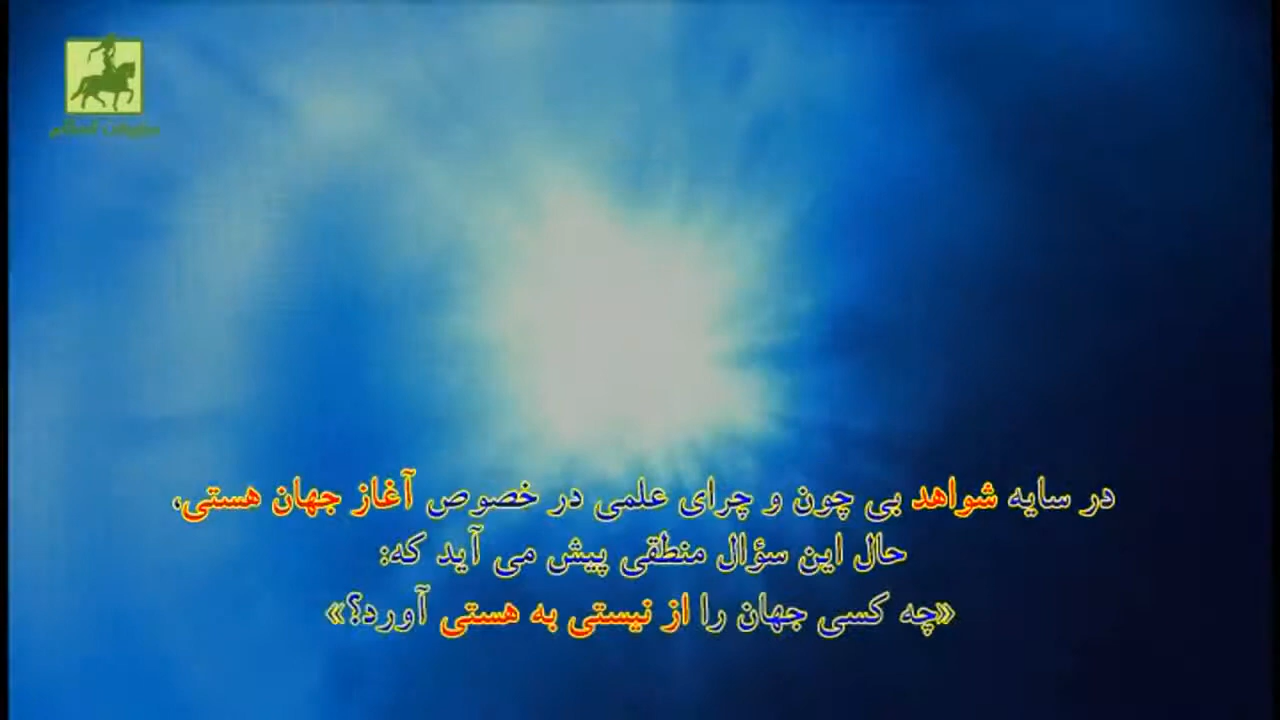 در سایه شواهد بی چون و چرای علمی در خصوص آغاز جهان هستی،
حال این سؤال منطقی پیش می آید که:
«چه کسی جهان را از نیستی به هستی آورد؟»